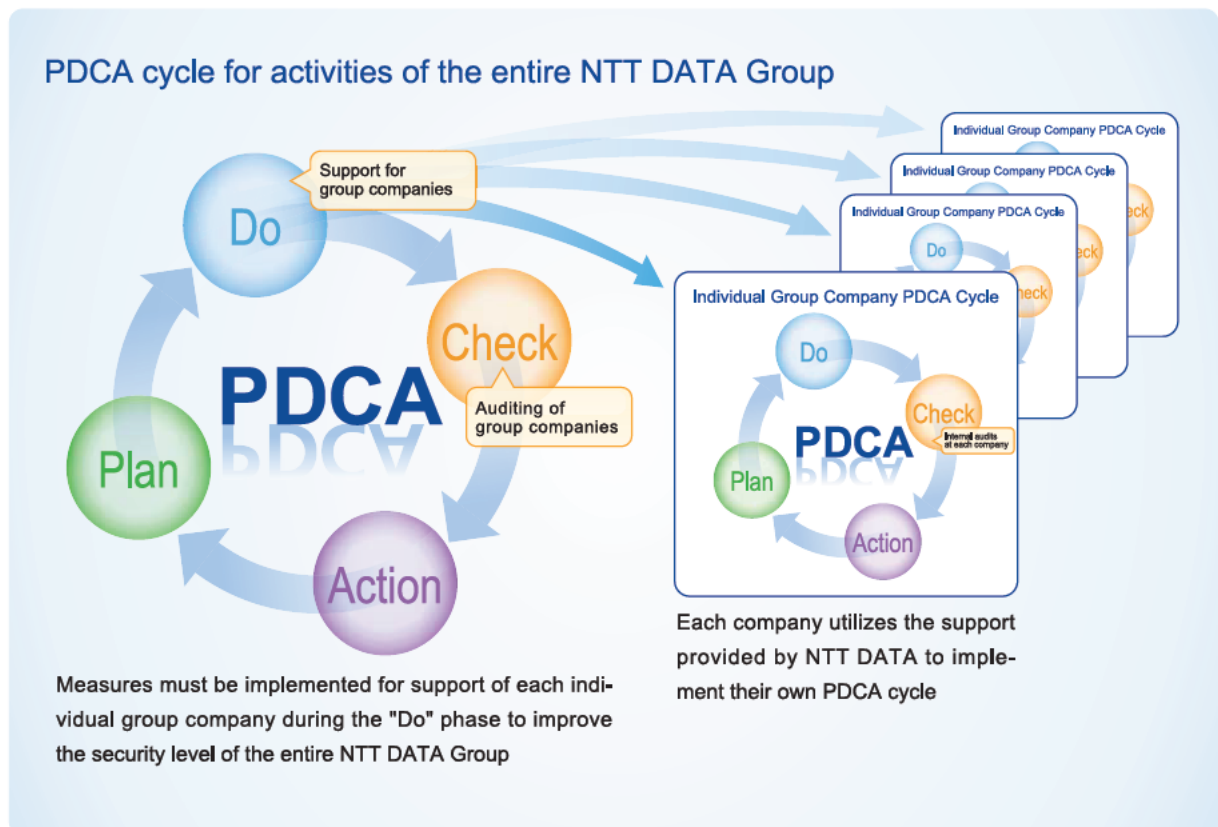 PDCA cycle for activities of the entire NTT DATA Group
Do
Support for
group companies
Check
Auditing of
group companies
PDCA
Plan
Action
Measures must be implemented for support of each indi-
vidual group company during the "Do" phase to improve
the security level of the entire NTT DATA Group
Individual Group Company PDCA Cycle
Individual Group Company PDCA Cycle
Individual Group Company PDCA Cycle
Do
Individual Group Company PDCA Cycle
Do
Check
Internal audits
at each company
PDCA
Plan
Action
Each company utilizes the support
provided by NTT DATA to imple-
ment their own PDCA cycle